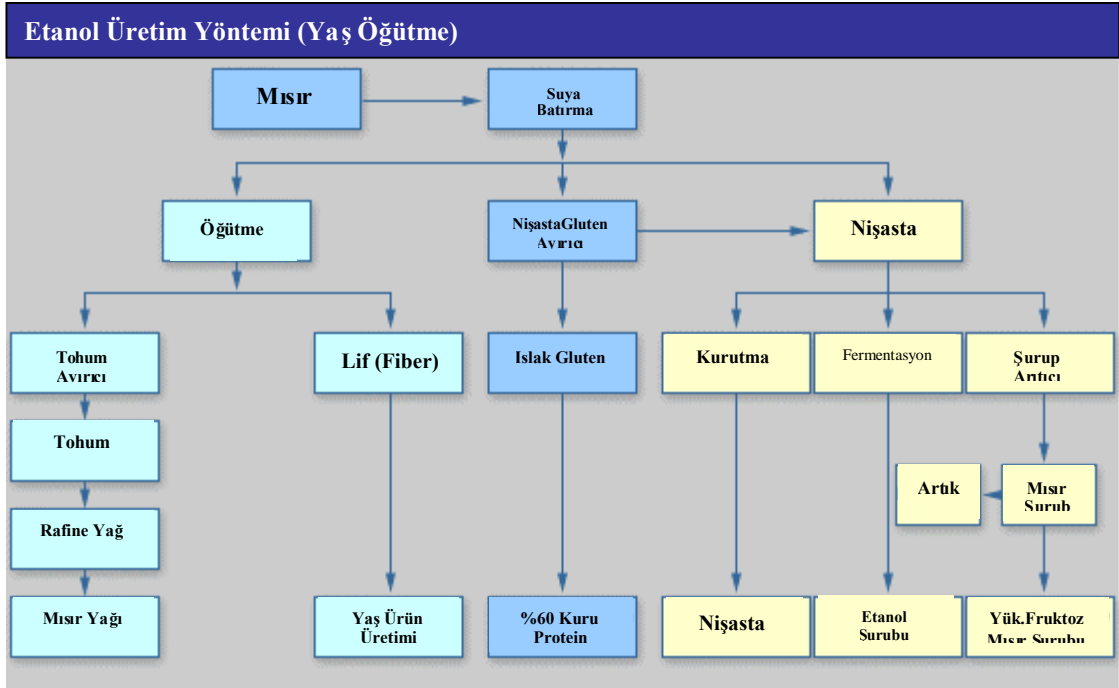 Etanol Üretim Yöntemi (Yaş Öğütme)
Mısır
Suya
Batırma
Öğütme
NişastaGluten
Ayırıcı
Nişasta
Tohum
Ayırıcı
Lif (Fiber)
Islak Gluten
Kurutma
Fermentasyon
Şurup
Arıtıcı
Tohum
Artık
Mısır
Şurub
Rafine Yağ
Mısır Yağı
Yaş Ürün
Üretimi
%60 Kuru
Protein
Nişasta
Etanol
Şurubu
Yük.Fruktoz
Mısır Şurubu